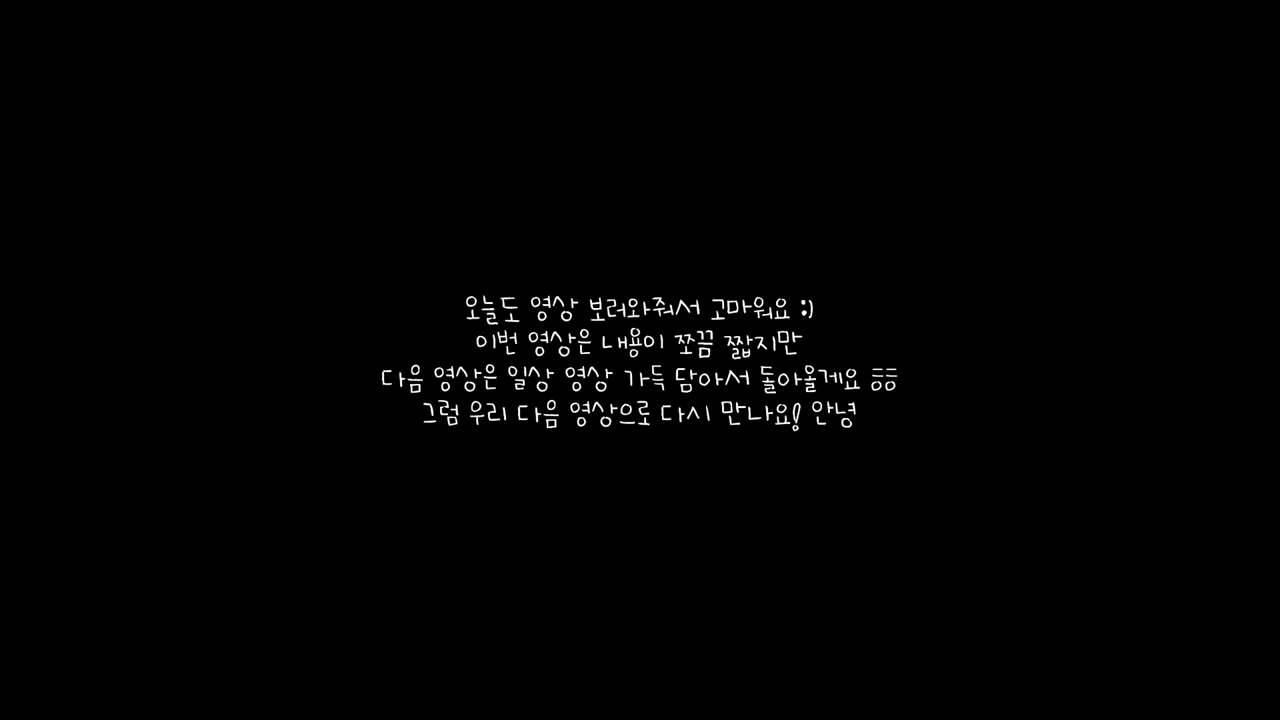 오늘도 영상 보러와줘서 고마워요 :)
이번 영상은 내용이 쪼끔 짧지만
다음 영상은 일상 영상 가득 담아서 돌아올게요 ㅎㅎ
그럼 우리 다음 영상으로 다시 만나요! 안녕